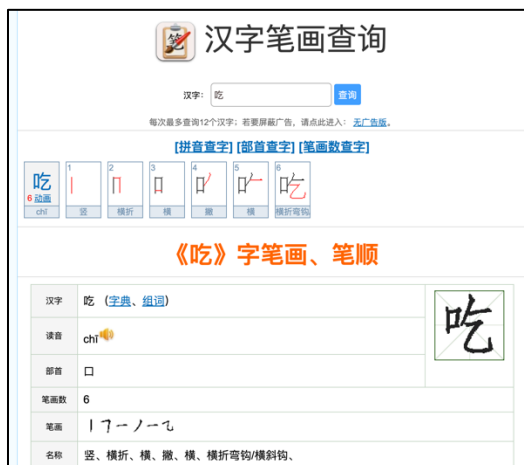 汉字笔画查询
汉字: 吃 查询
每次最多查询12个汉字; 若要屏蔽广告, 请点此进入: 无广告版。
[拼音查字] [部首查字] [笔画数查字]
吃 1 2 3 4 5 6
6 动画
chī 竖 横折 横 撇 横 横折弯钩
《吃》字笔画、笔顺
汉字 吃 (字典、组词) 吃
读音 chī
部首 口
笔画数 6
笔画 丨㇕一丿一乙
名称 竖、横折、横、撇、横、横折弯钩/横斜钩、